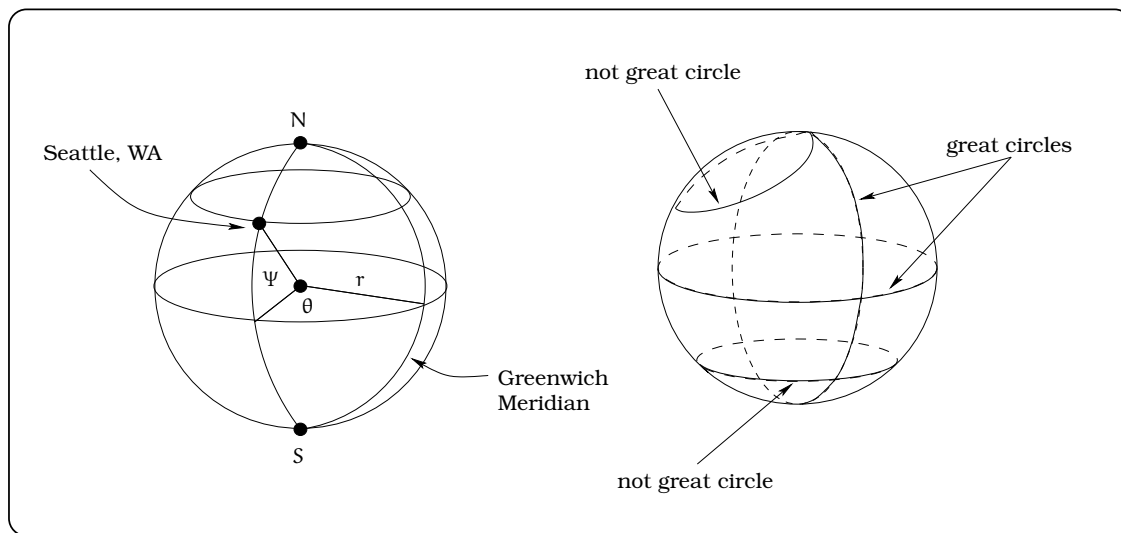 N
Seattle, WA
Ψ
r
θ
Greenwich
Meridian
S
not great circle
great circles
not great circle